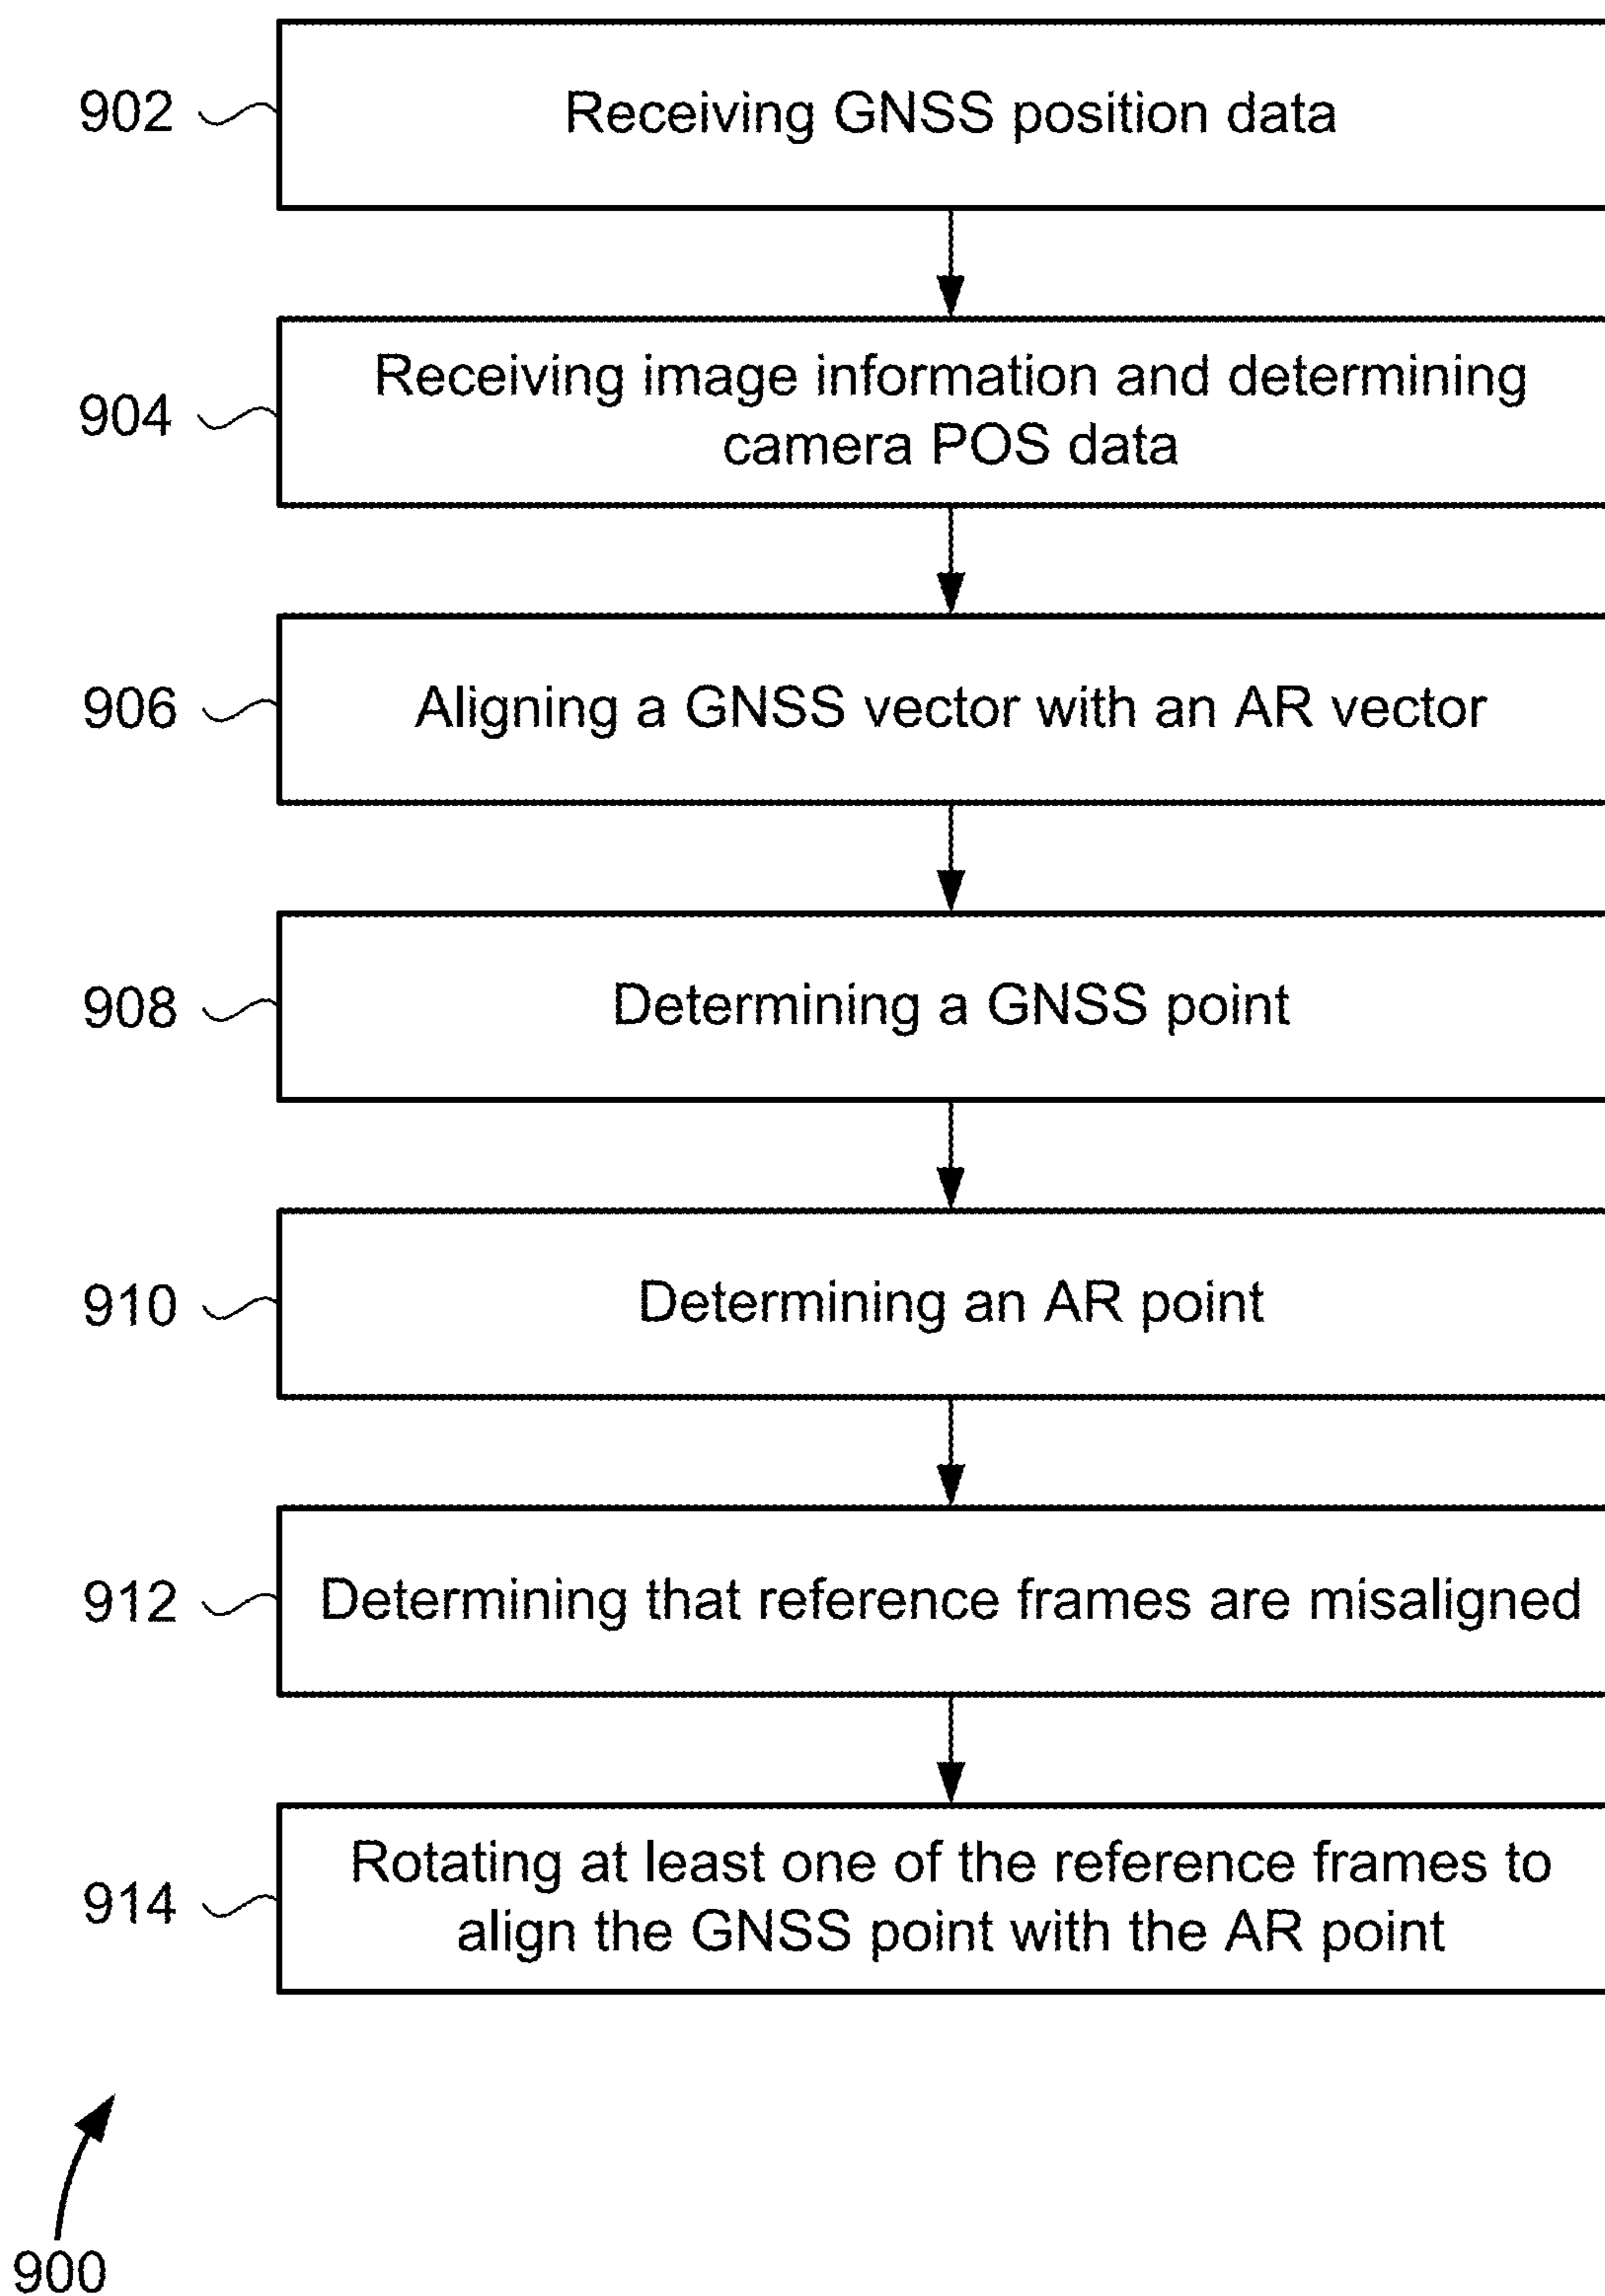 902
Receiving GNSS position data
904
Receiving image information and determining
camera POS data
906
Aligning a GNSS vector with an AR vector
908
Determining a GNSS point
910
Determining an AR point
912
Determining that reference frames are misaligned
914
Rotating at least one of the reference frames to
align the GNSS point with the AR point
900